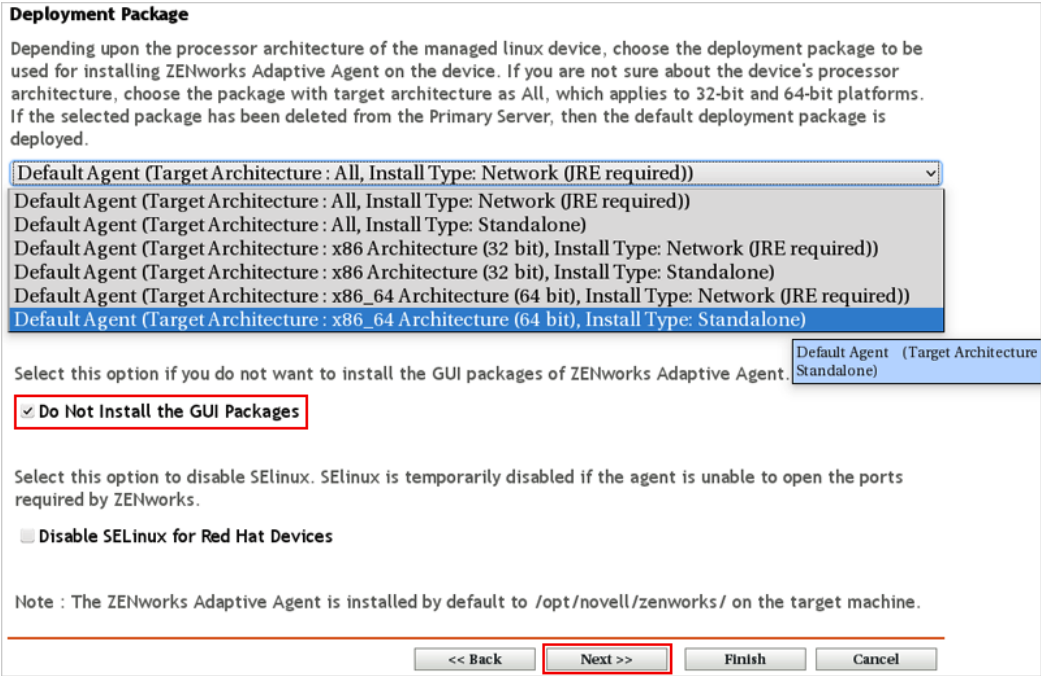 Deployment Package
Depending upon the processor architecture of the managed linux device, choose the deployment package to be
used for installing ZENworks Adaptive Agent on the device. If you are not sure about the device's processor
architecture, choose the package with target architecture as All, which applies to 32-bit and 64-bit platforms.
If the selected package has been deleted from the Primary Server, then the default deployment package is
deployed.
Default Agent (Target Architecture : All, Install Type: Network (JRE required))
Default Agent (Target Architecture : All, Install Type: Network (JRE required))
Default Agent (Target Architecture : All, Install Type: Standalone)
Default Agent (Target Architecture : x86 Architecture (32 bit), Install Type: Network (JRE required))
Default Agent (Target Architecture : x86 Architecture (32 bit), Install Type: Standalone)
Default Agent (Target Architecture : x86_64 Architecture (64 bit), Install Type: Network (JRE required))
Default Agent (Target Architecture : x86_64 Architecture (64 bit), Install Type: Standalone)
Default Agent (Target Architecture
Standalone)
Select this option if you do not want to install the GUI packages of ZENworks Adaptive Agent.
Do Not Install the GUI Packages
Select this option to disable SElinux. SElinux is temporarily disabled if the agent is unable to open the ports
required by ZENworks.
Disable SELinux for Red Hat Devices
Note : The ZENworks Adaptive Agent is installed by default to /opt/novell/zenworks/ on the target machine.
<< Back Next >> Finish Cancel